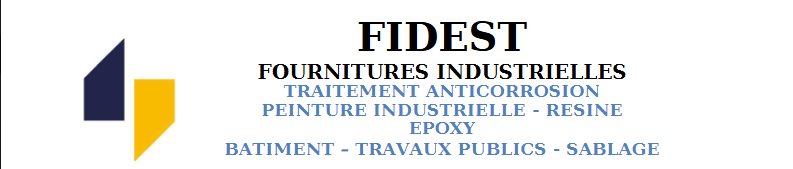 FIDEST
FOURNITURES INDUSTRIELLES
TRAITEMENT ANTICORROSION
PEINTURE INDUSTRIELLE - RESINE
EPOXY
BATIMENT – TRAVAUX PUBLICS - SABLAGE